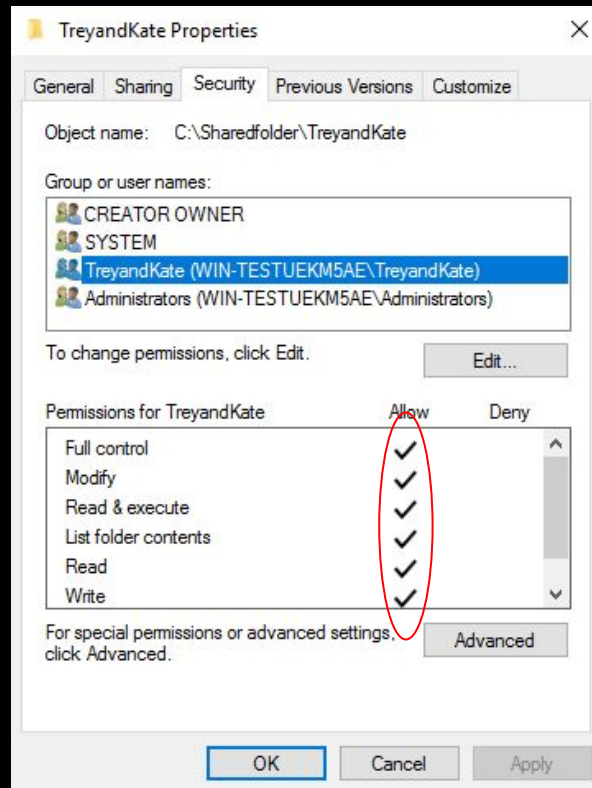 TreyandKate Properties
General Sharing Security Previous Versions Customize
Object name: C:\Sharedfolder\TreyandKate
Group or user names:
CREATOR OWNER
SYSTEM
TreyandKate (WIN-TESTUEKM5AE\TreyandKate)
Administrators (WIN-TESTUEKM5AE\Administrators)
To change permissions, click Edit.
Edit...
Permissions for TreyandKate Allow Deny
Full control
Modify
Read & execute
List folder contents
Read
Write
For special permissions or advanced settings,
click Advanced.
Advanced
OK Cancel Apply